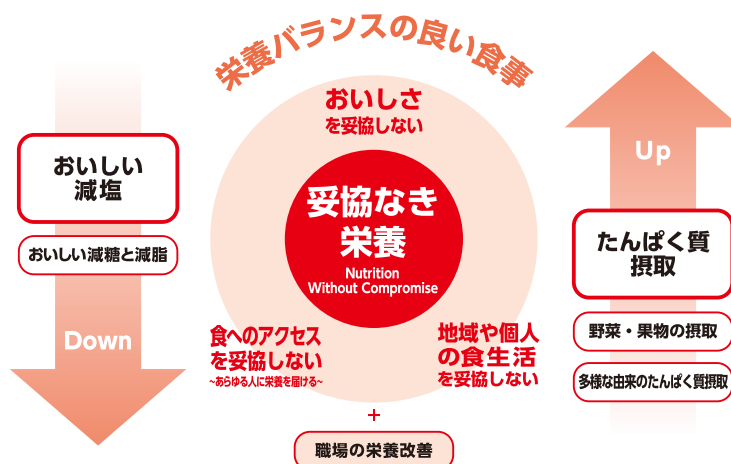 栄養バランスの良い食事
おいしい
減塩
おいしい減糖と減脂
Down
おいしさ
を妥協しない
妥協なき
栄養
Nutrition
Without Compromise
食へのアクセス
を妥協しない
~あらゆる人に栄養を届ける~
地域や個人
の食生活
を妥協しない
+
職場の栄養改善
Up
たんぱく質
摂取
野菜・果物の摂取
多様な由来のたんぱく質摂取